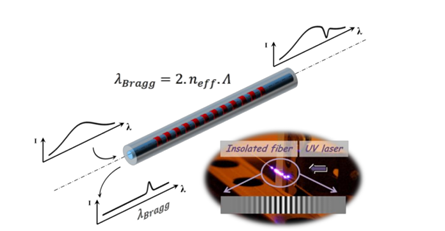 I
λ
λBragg = 2. neff. Λ
I
λ
Insolated fiber
UV laser
I
λ
λBragg